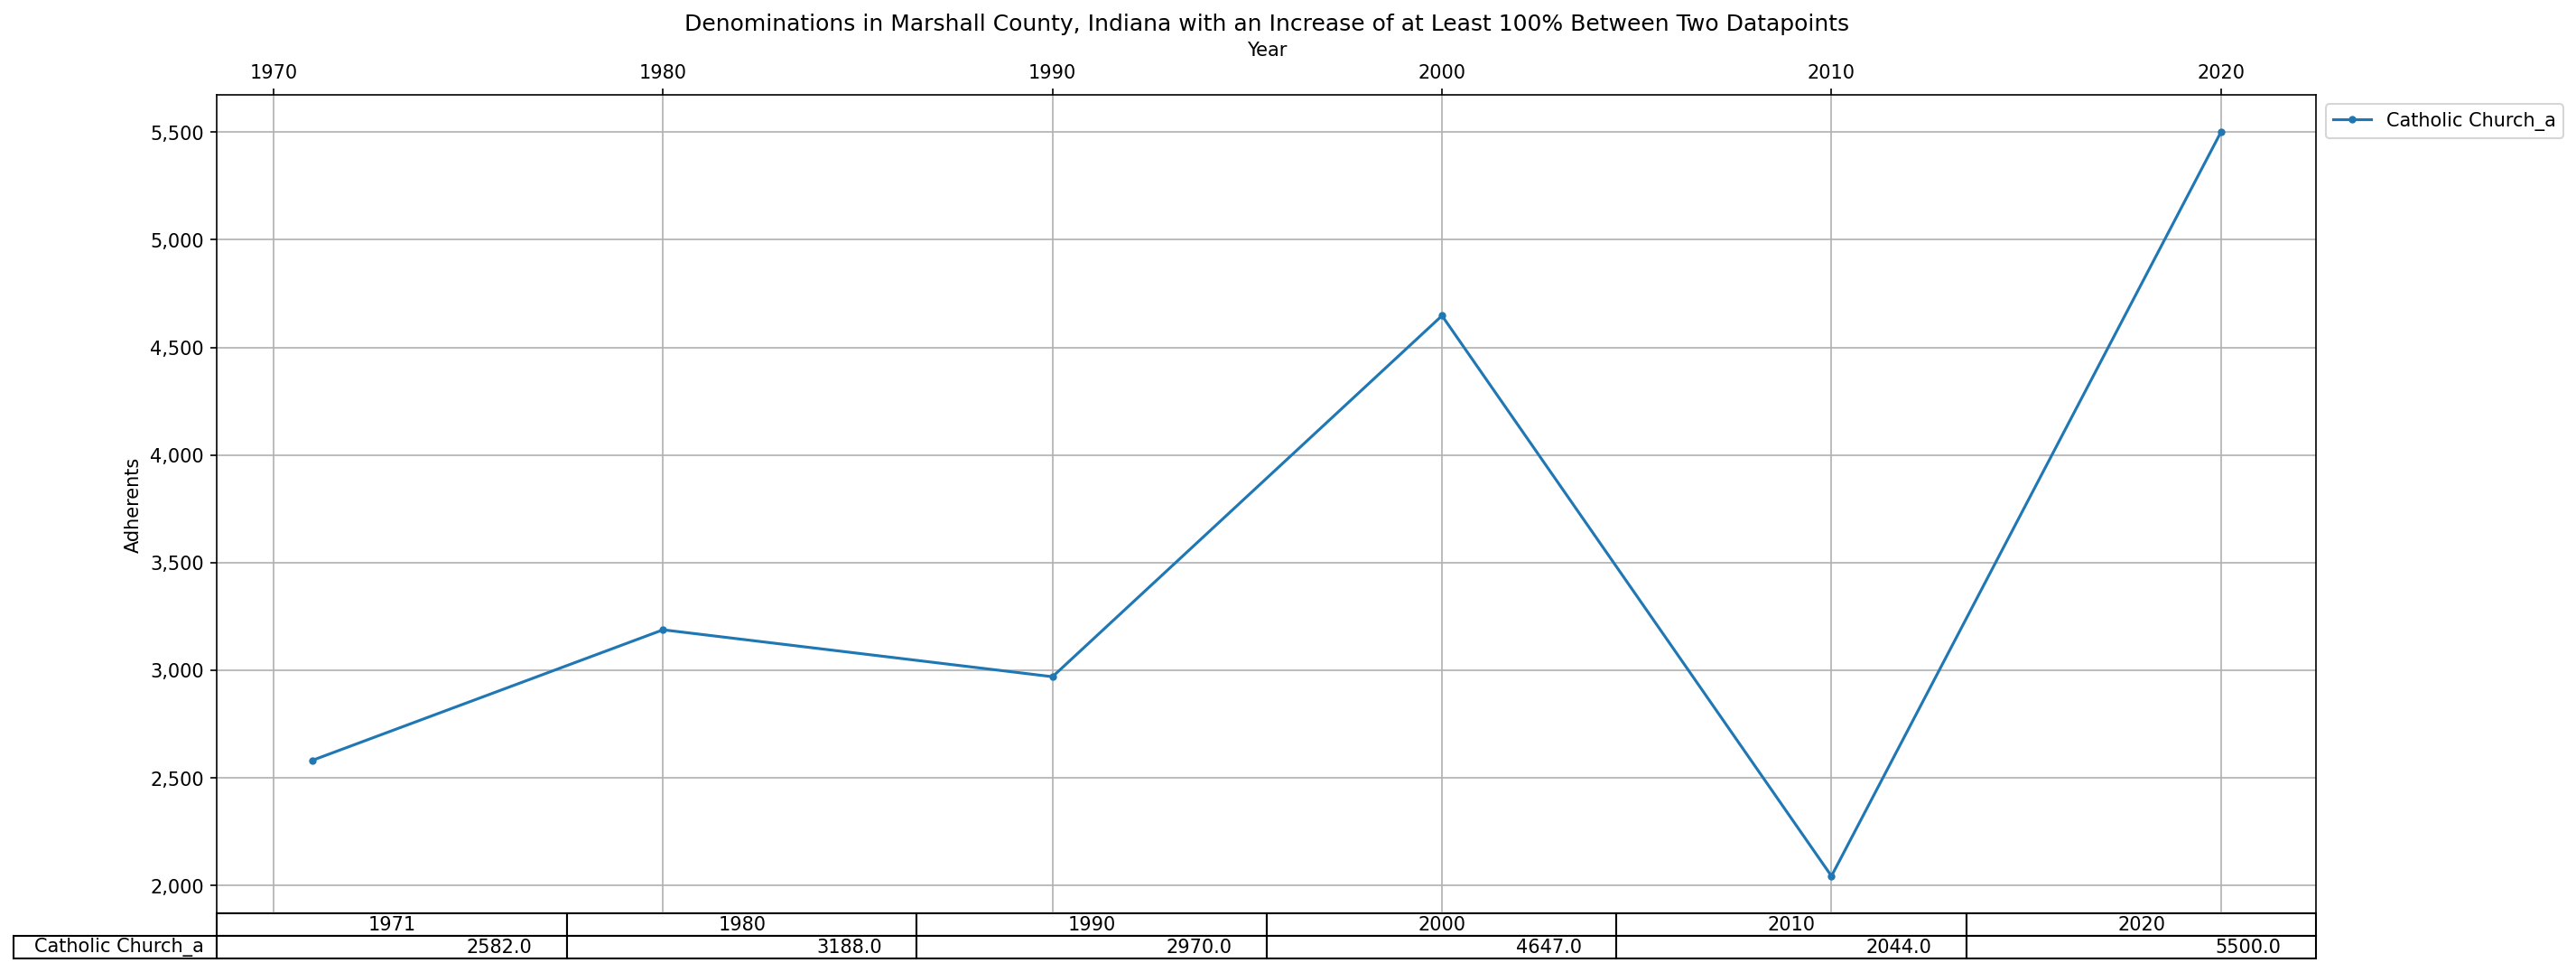 Denominations in Marshall County, Indiana with an Increase of at Least 100% Between Two Datapoints
Year
1970 1980 1990 2000 2010 2020
Catholic Church_a
5,500
5,000
4,500
4,000
3,500
3,000
2,500
2,000
Adherents
1971 1980 1990 2000 2010 2020
Catholic Church_a 2582.0 3188.0 2970.0 4647.0 2044.0 5500.0